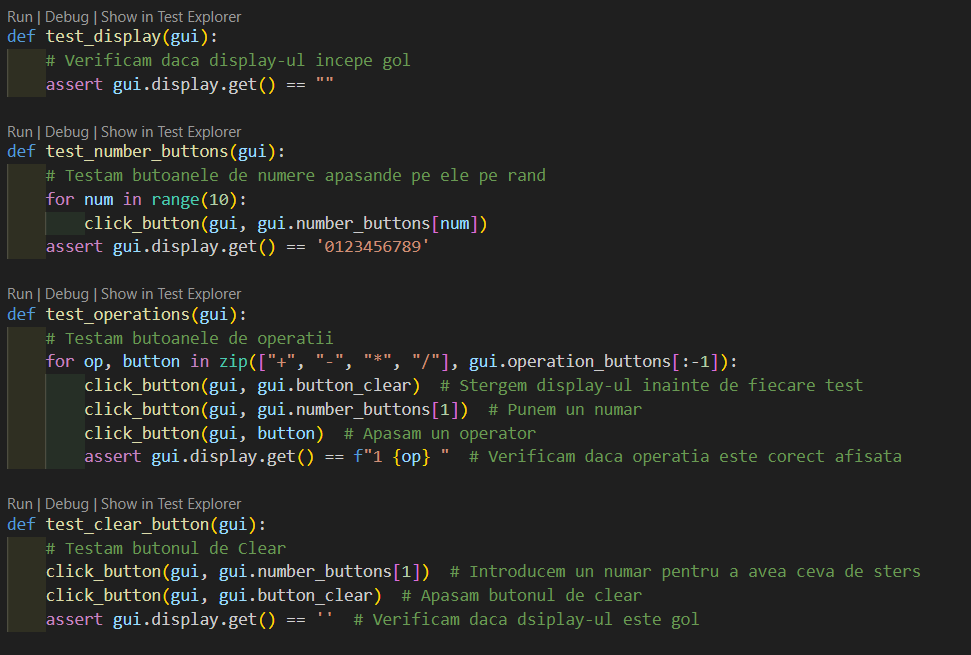 Run | Debug | Show in Test Explorer
def test_display(gui):
    # Verificam daca display-ul incepe gol
    assert gui.display.get() == ""
Run | Debug | Show in Test Explorer
def test_number_buttons(gui):
    # Testam butoanele de numere apasande pe ele pe rand
    for num in range(10):
        click_button(gui, gui.number_buttons[num])
    assert gui.display.get() == '0123456789'
Run | Debug | Show in Test Explorer
def test_operations(gui):
    # Testam butoanele de operatii
    for op, button in zip(["+", "-", "*", "/"], gui.operation_buttons[:-1]):
        click_button(gui, gui.button_clear)  # Stergem display-ul inainte de fiecare test
        click_button(gui, gui.number_buttons[1])  # Punem un numar
        click_button(gui, button)  # Apasam un operator
        assert gui.display.get() == f"1 {op} "  # Verificam daca operatia este corect afisata
Run | Debug | Show in Test Explorer
def test_clear_button(gui):
    # Testam butonul de Clear
    click_button(gui, gui.number_buttons[1])  # Introducem un numar pentru a avea ceva de sters
    click_button(gui, gui.button_clear)  # Apasam butonul de clear
    assert gui.display.get() == ''  # Verificam daca dsiplay-ul este gol